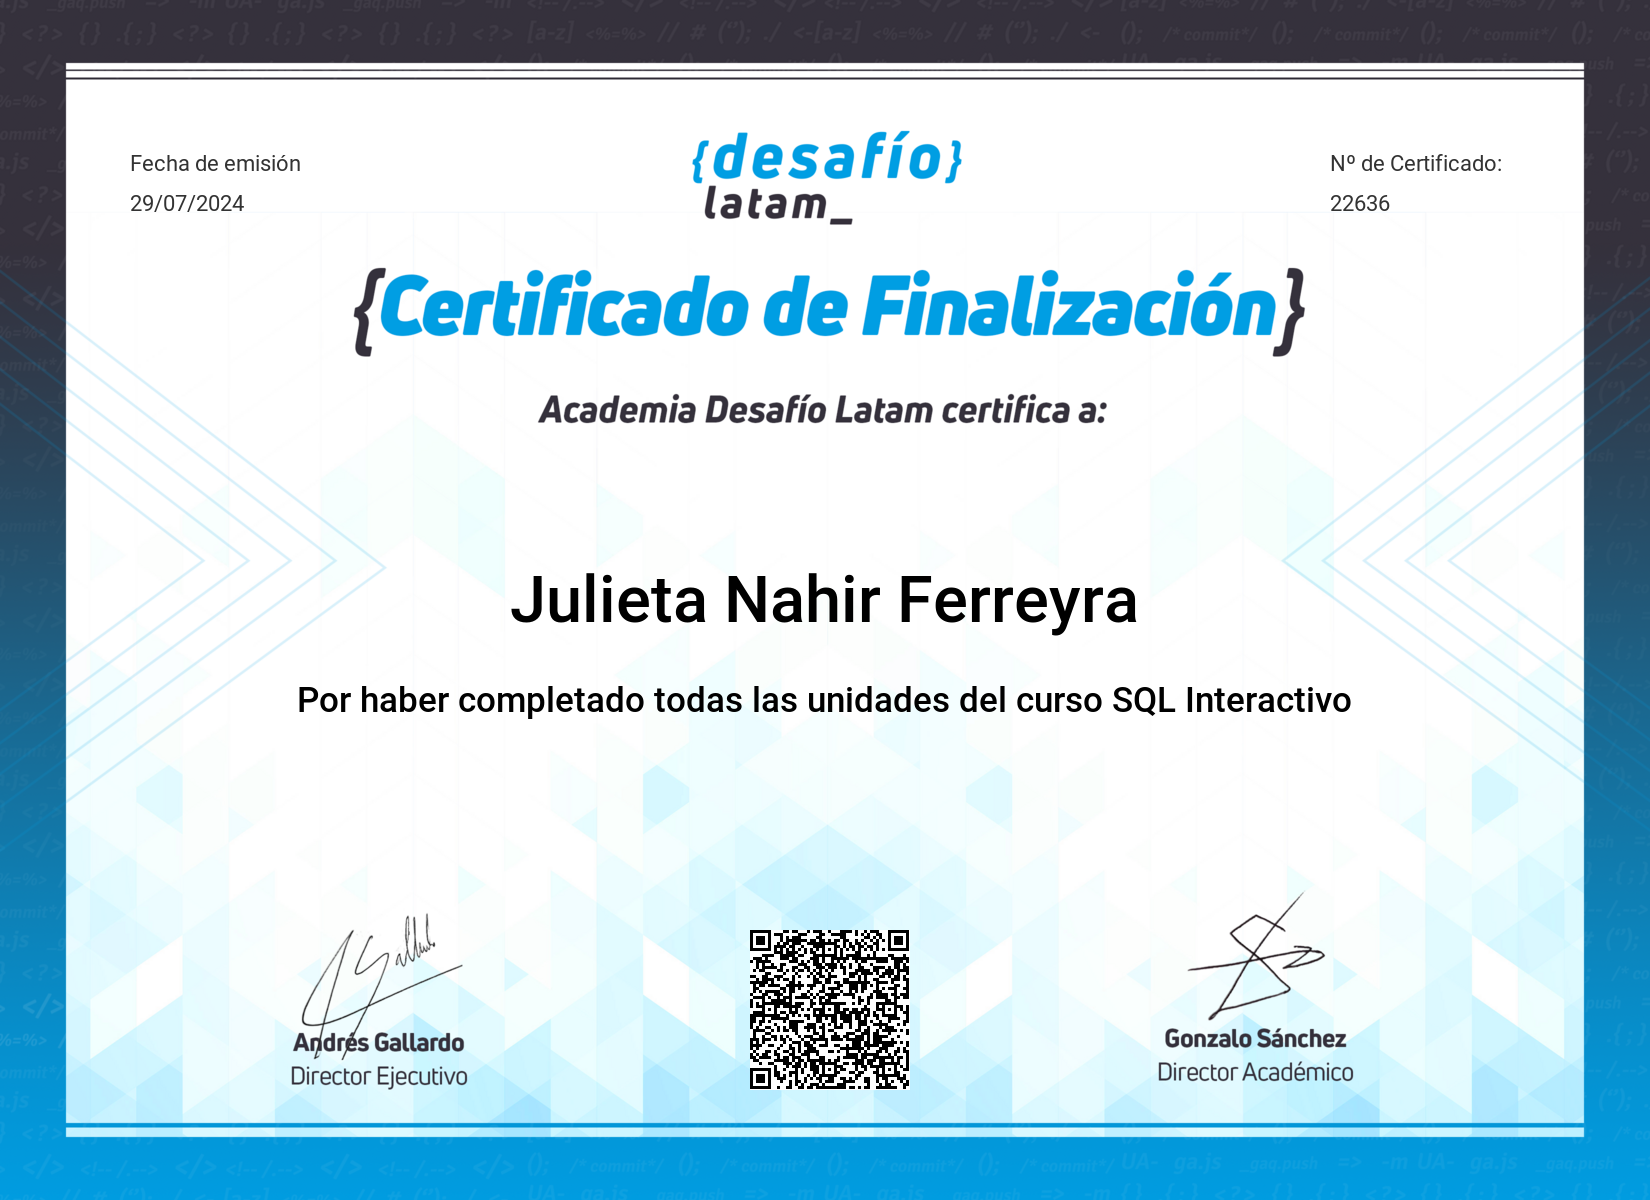 Fecha de emisión
29/07/2024
{desafío}
latam_
Nº de Certificado:
22636
{Certificado de Finalización}
Academia Desafío Latam certifica a:
Julieta Nahir Ferreyra
Por haber completado todas las unidades del curso SQL Interactivo
Andrés Gallardo
Director Ejecutivo
Gonzalo Sánchez
Director Académico